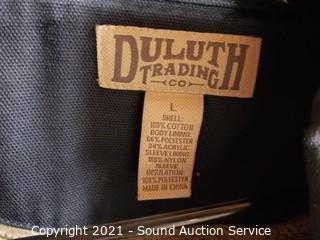 DULUTH
TRADING
CO
L
SHELL:
100% COTTON
BODY LINING:
66% POLYESTER
34% ACRYLIC
SLEEVE LINING:
100% NYLON
SLEEVE
INSULATION:
100% POLYESTER
MADE IN CHINA
Copyright 2021 - Sound Auction Service